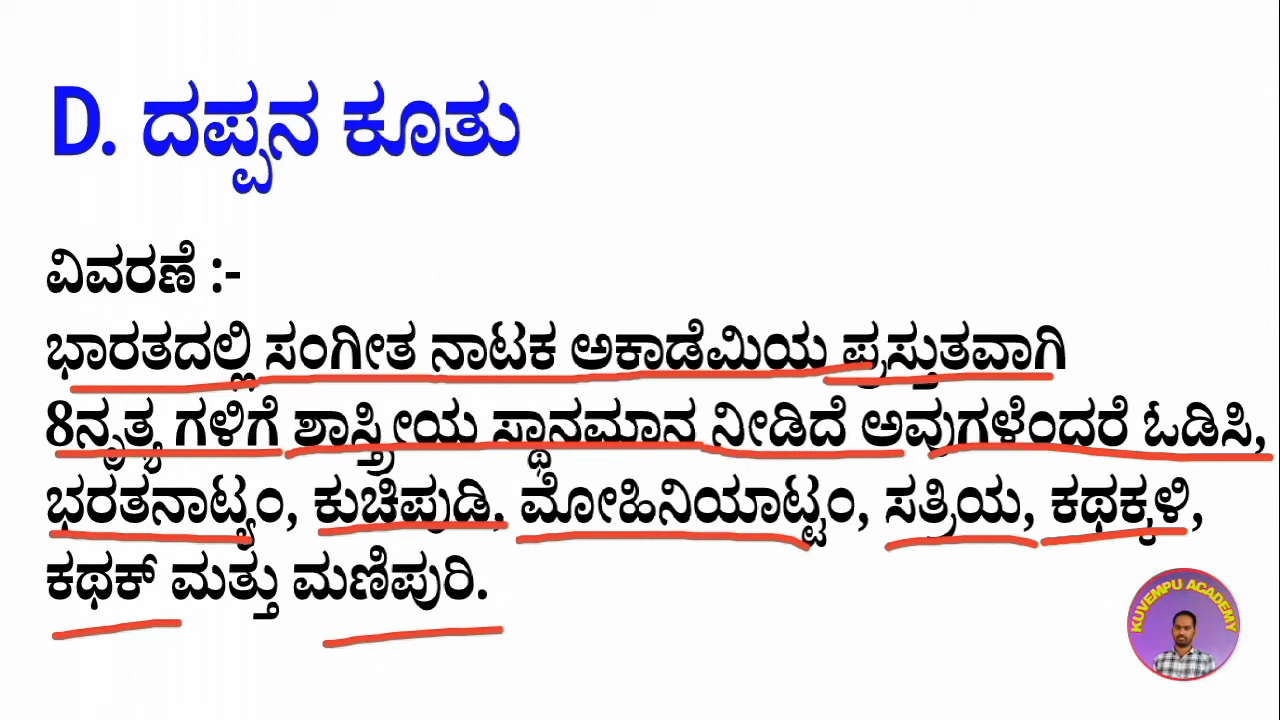 D. ದಪ್ಪನ ಕೂತು
ವಿವರಣೆ :-
ಭಾರತದಲ್ಲಿ ಸಂಗೀತ ನಾಟಕ ಅಕಾಡೆಮಿಯ ಪ್ರಸ್ತುತವಾಗಿ
8ನೃತ್ಯ ಗಳಿಗೆ ಶಾಸ್ತ್ರೀಯ ಸ್ಥಾನಮಾನ ನೀಡಿದೆ ಅವುಗಳೆಂದರೆ ಓಡಿಸಿ,
ಭರತನಾಟ್ಯಂ, ಕುಚಿಪುಡಿ, ಮೋಹಿನಿಯಾಟ್ಟಂ, ಸತ್ರಿಯ, ಕಥಕ್ಕಳಿ,
ಕಥಕ್ ಮತ್ತು ಮಣಿಪುರಿ.
KUVEMPU ACADEMY